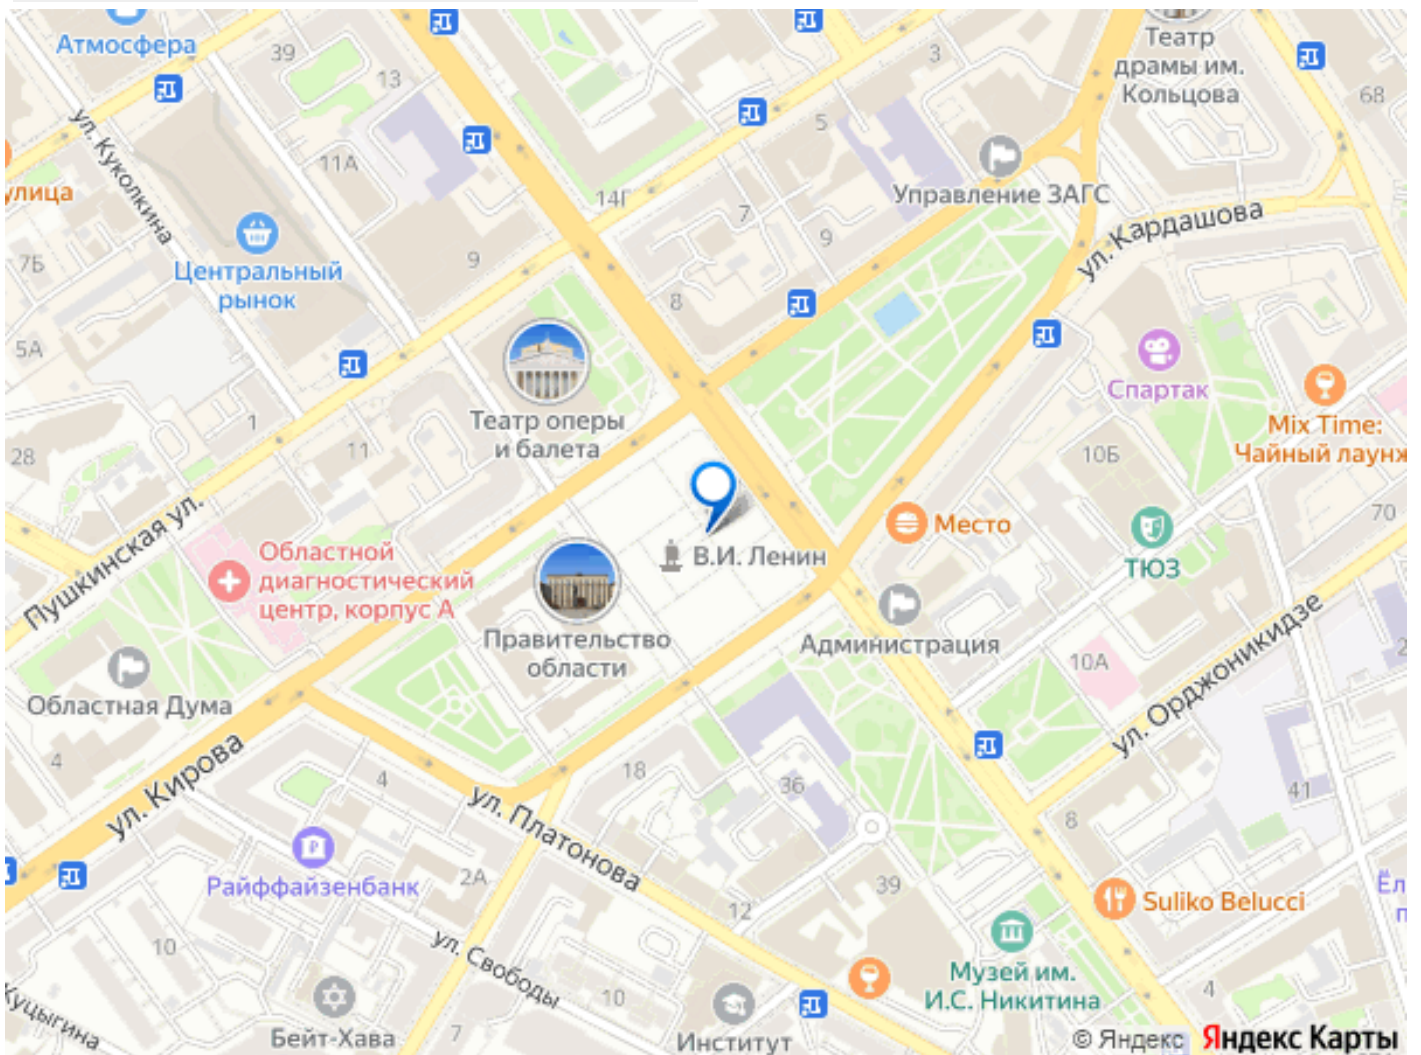 Атмосфера
39
13
3
Театр
драмы им.
Кольцова
68
ул. Куколкина
11А
5
улица
14Г
7
9
Управление ЗАГС
ул. Кардашова
7Б
Центральный
рынок
9
8
5А
Спартак
Театр оперы
и балета
1
11
28
10Б
Mix Time:
Чайный лаунж
70
Пушкинская ул.
Место
Областной
диагностический
центр, корпус А
В.И. Ленин
ТЮЗ
Правительство
области
Администрация
10А
2
Областная Дума
ул. Орджоникидзе
4
ул. Кирова
4
18
36
41
ул. Платонова
8
Райффайзенбанк
2А
39
12
Suliko Belucci
Ёл
п
10
ул. Свободы
Музей им.
И.С. Никитина
10
4
Куцыгина
Бейт-Хава
7
Институт
© Яндекс Яндекс Карты